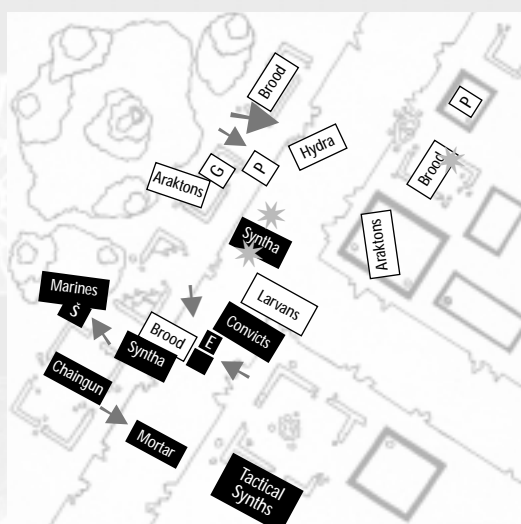 Brood
P
Hydra
G
P
Brood
Araktons
Syntha
Araktons
Marines
Š
Larvans
Convicts
Brood
E
Syntha
Chaingun
Mortar
Tactical
Synths